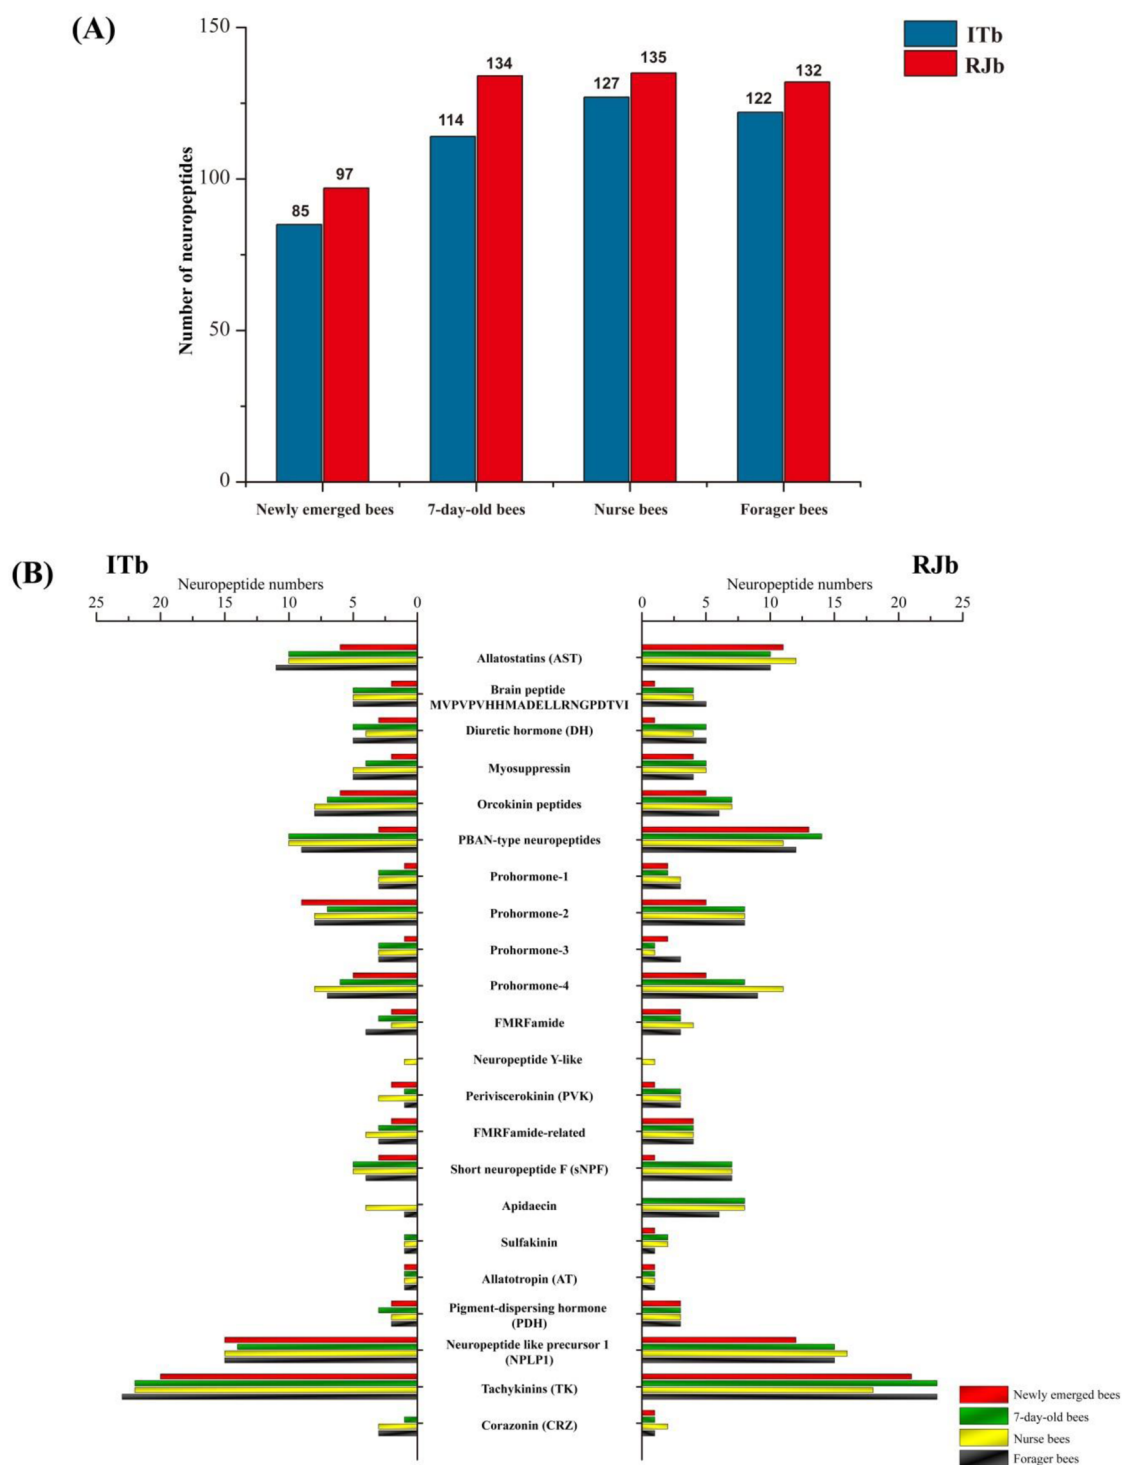 (A)
ITb
RJb
Number of neuropeptides
150
100
50
0
85
97
114
134
127
135
122
132
Newly emerged bees
7-day-old bees
Nurse bees
Forager bees
(B)
ITb
RJb
Neuropeptide numbers
Neuropeptide numbers
25 20 15 10 5 0
0 5 10 15 20 25
Allatostatins (AST)
Brain peptide
MVPVPVHHMADELLRNGPDTVI
Diuretic hormone (DH)
Myosuppressin
Orcokinin peptides
PBAN-type neuropeptides
Prohormone-1
Prohormone-2
Prohormone-3
Prohormone-4
FMRFamide
Neuropeptide Y-like
Periviscerokinin (PVK)
FMRFamide-related
Short neuropeptide F (sNPF)
Apidaecin
Sulfakinin
Allatotropin (AT)
Pigment-dispersing hormone
(PDH)
Neuropeptide like precursor 1
(NPLP1)
Tachykinins (TK)
Corazonin (CRZ)
Newly emerged bees
7-day-old bees
Nurse bees
Forager bees